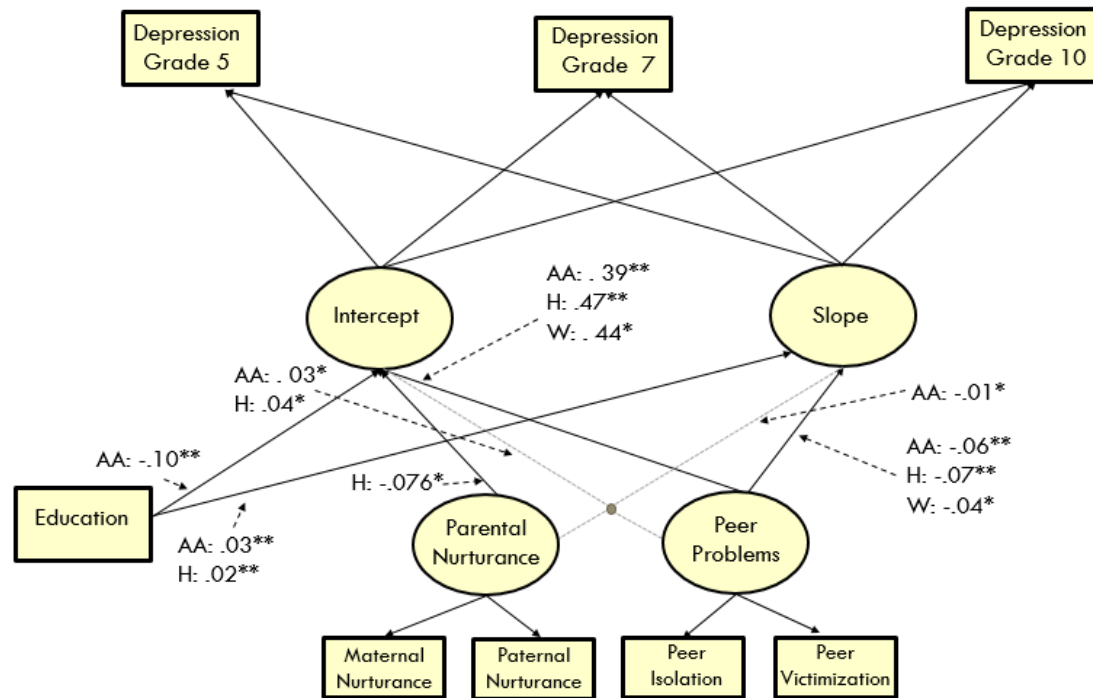 Depression
Grade 5
Depression
Grade 7
Depression
Grade 10
Intercept
AA: . 39**
H: .47**
W: .44*
Slope
AA: . 03*
H: .04*
AA: -.01*
AA: -.10**
H: -.076*
AA: -.06**
H: -.07**
W: -.04*
Education
AA: .03**
H: .02**
Parental
Nurturance
Peer
Problems
Maternal
Nurturance
Paternal
Nurturance
Peer
Isolation
Peer
Victimization